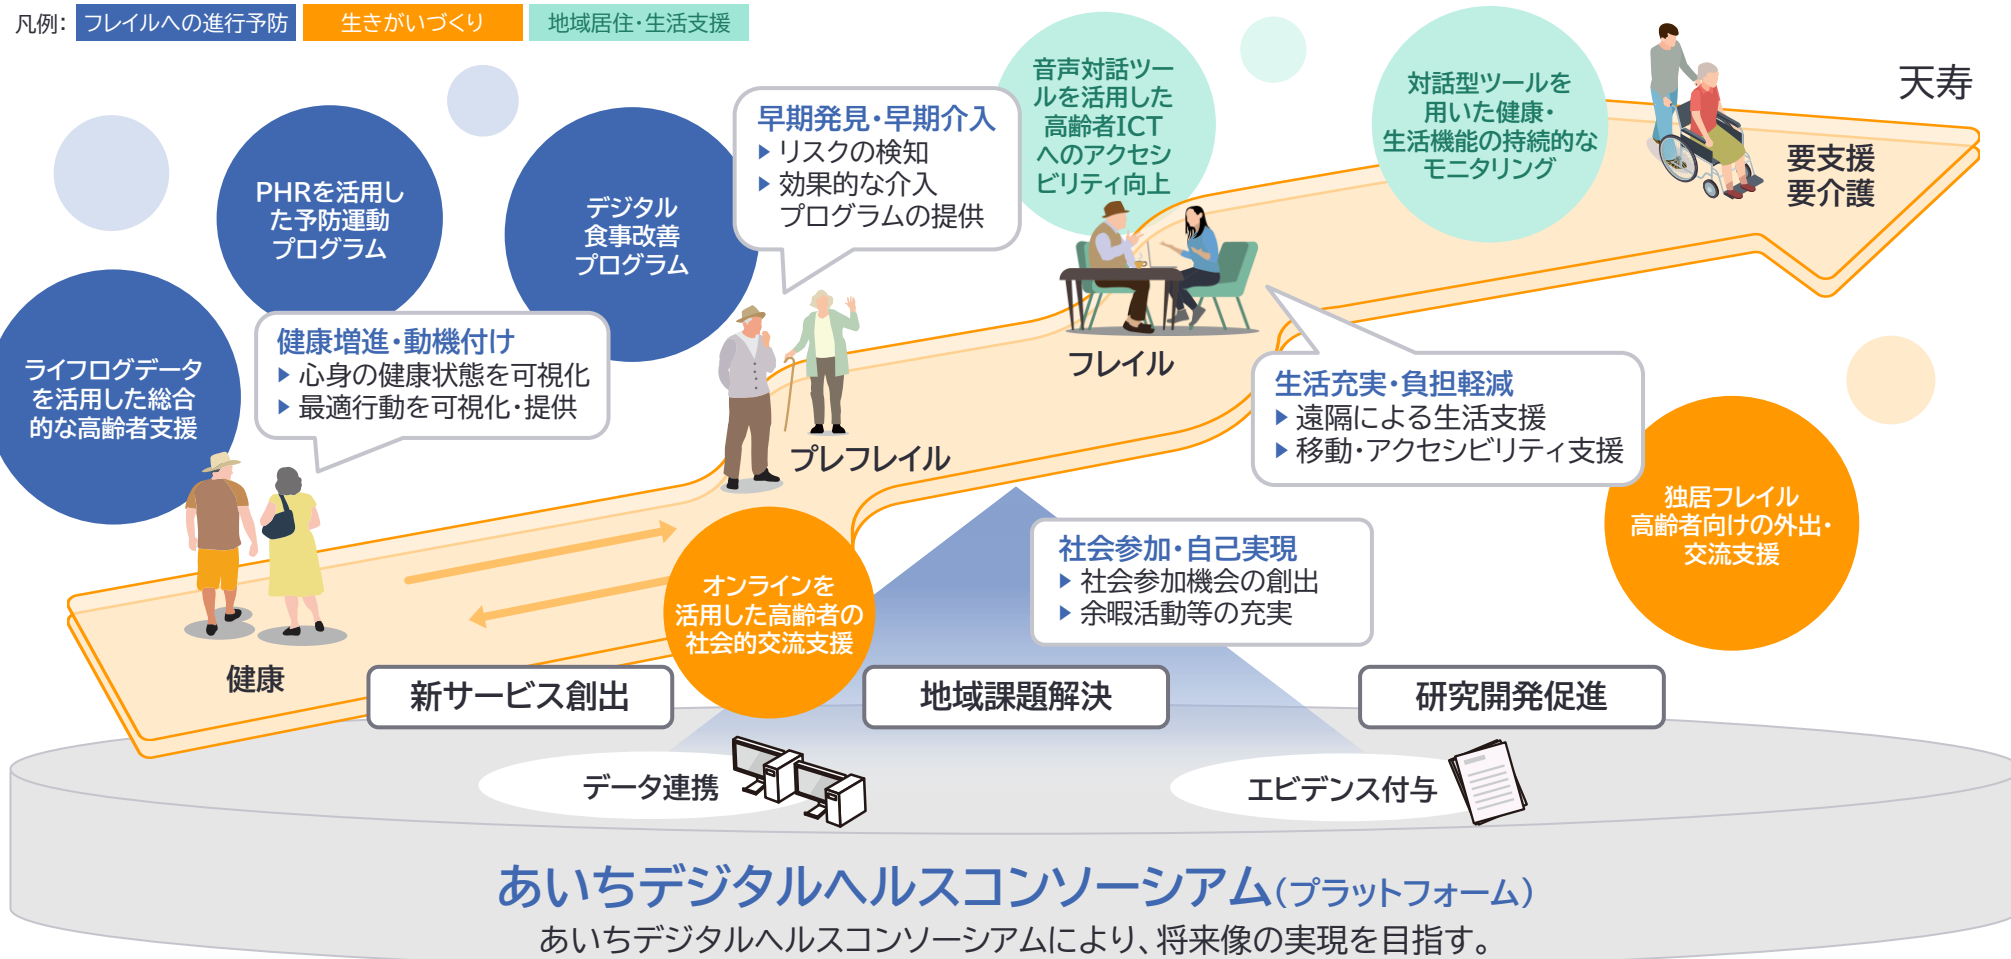 凡例:
フレイルへの進行予防
生きがいづくり
地域居住・生活支援
天寿
音声対話ツー
ルを活用した
高齢者ICT
へのアクセシ
ビリティ向上
対話型ツールを
用いた健康・
生活機能の持続的な
モニタリング
早期発見・早期介入
▶ リスクの検知
▶ 効果的な介入
プログラムの提供
要支援
要介護
PHRを活用し
た予防運動
プログラム
デジタル
食事改善
プログラム
健康増進・動機付け
▶ 心身の健康状態を可視化
▶ 最適行動を可視化・提供
ライフログデータ
を活用した総合
的な高齢者支援
フレイル
生活充実・負担軽減
▶ 遠隔による生活支援
▶ 移動・アクセシビリティ支援
プレフレイル
独居フレイル
高齢者向けの外出・
交流支援
社会参加・自己実現
▶ 社会参加機会の創出
▶ 余暇活動等の充実
オンラインを
活用した高齢者の
社会的交流支援
健康
新サービス創出
地域課題解決
研究開発促進
データ連携
エビデンス付与
あいちデジタルヘルスコンソーシアム(プラットフォーム)
あいちデジタルヘルスコンソーシアムにより、将来像の実現を目指す。